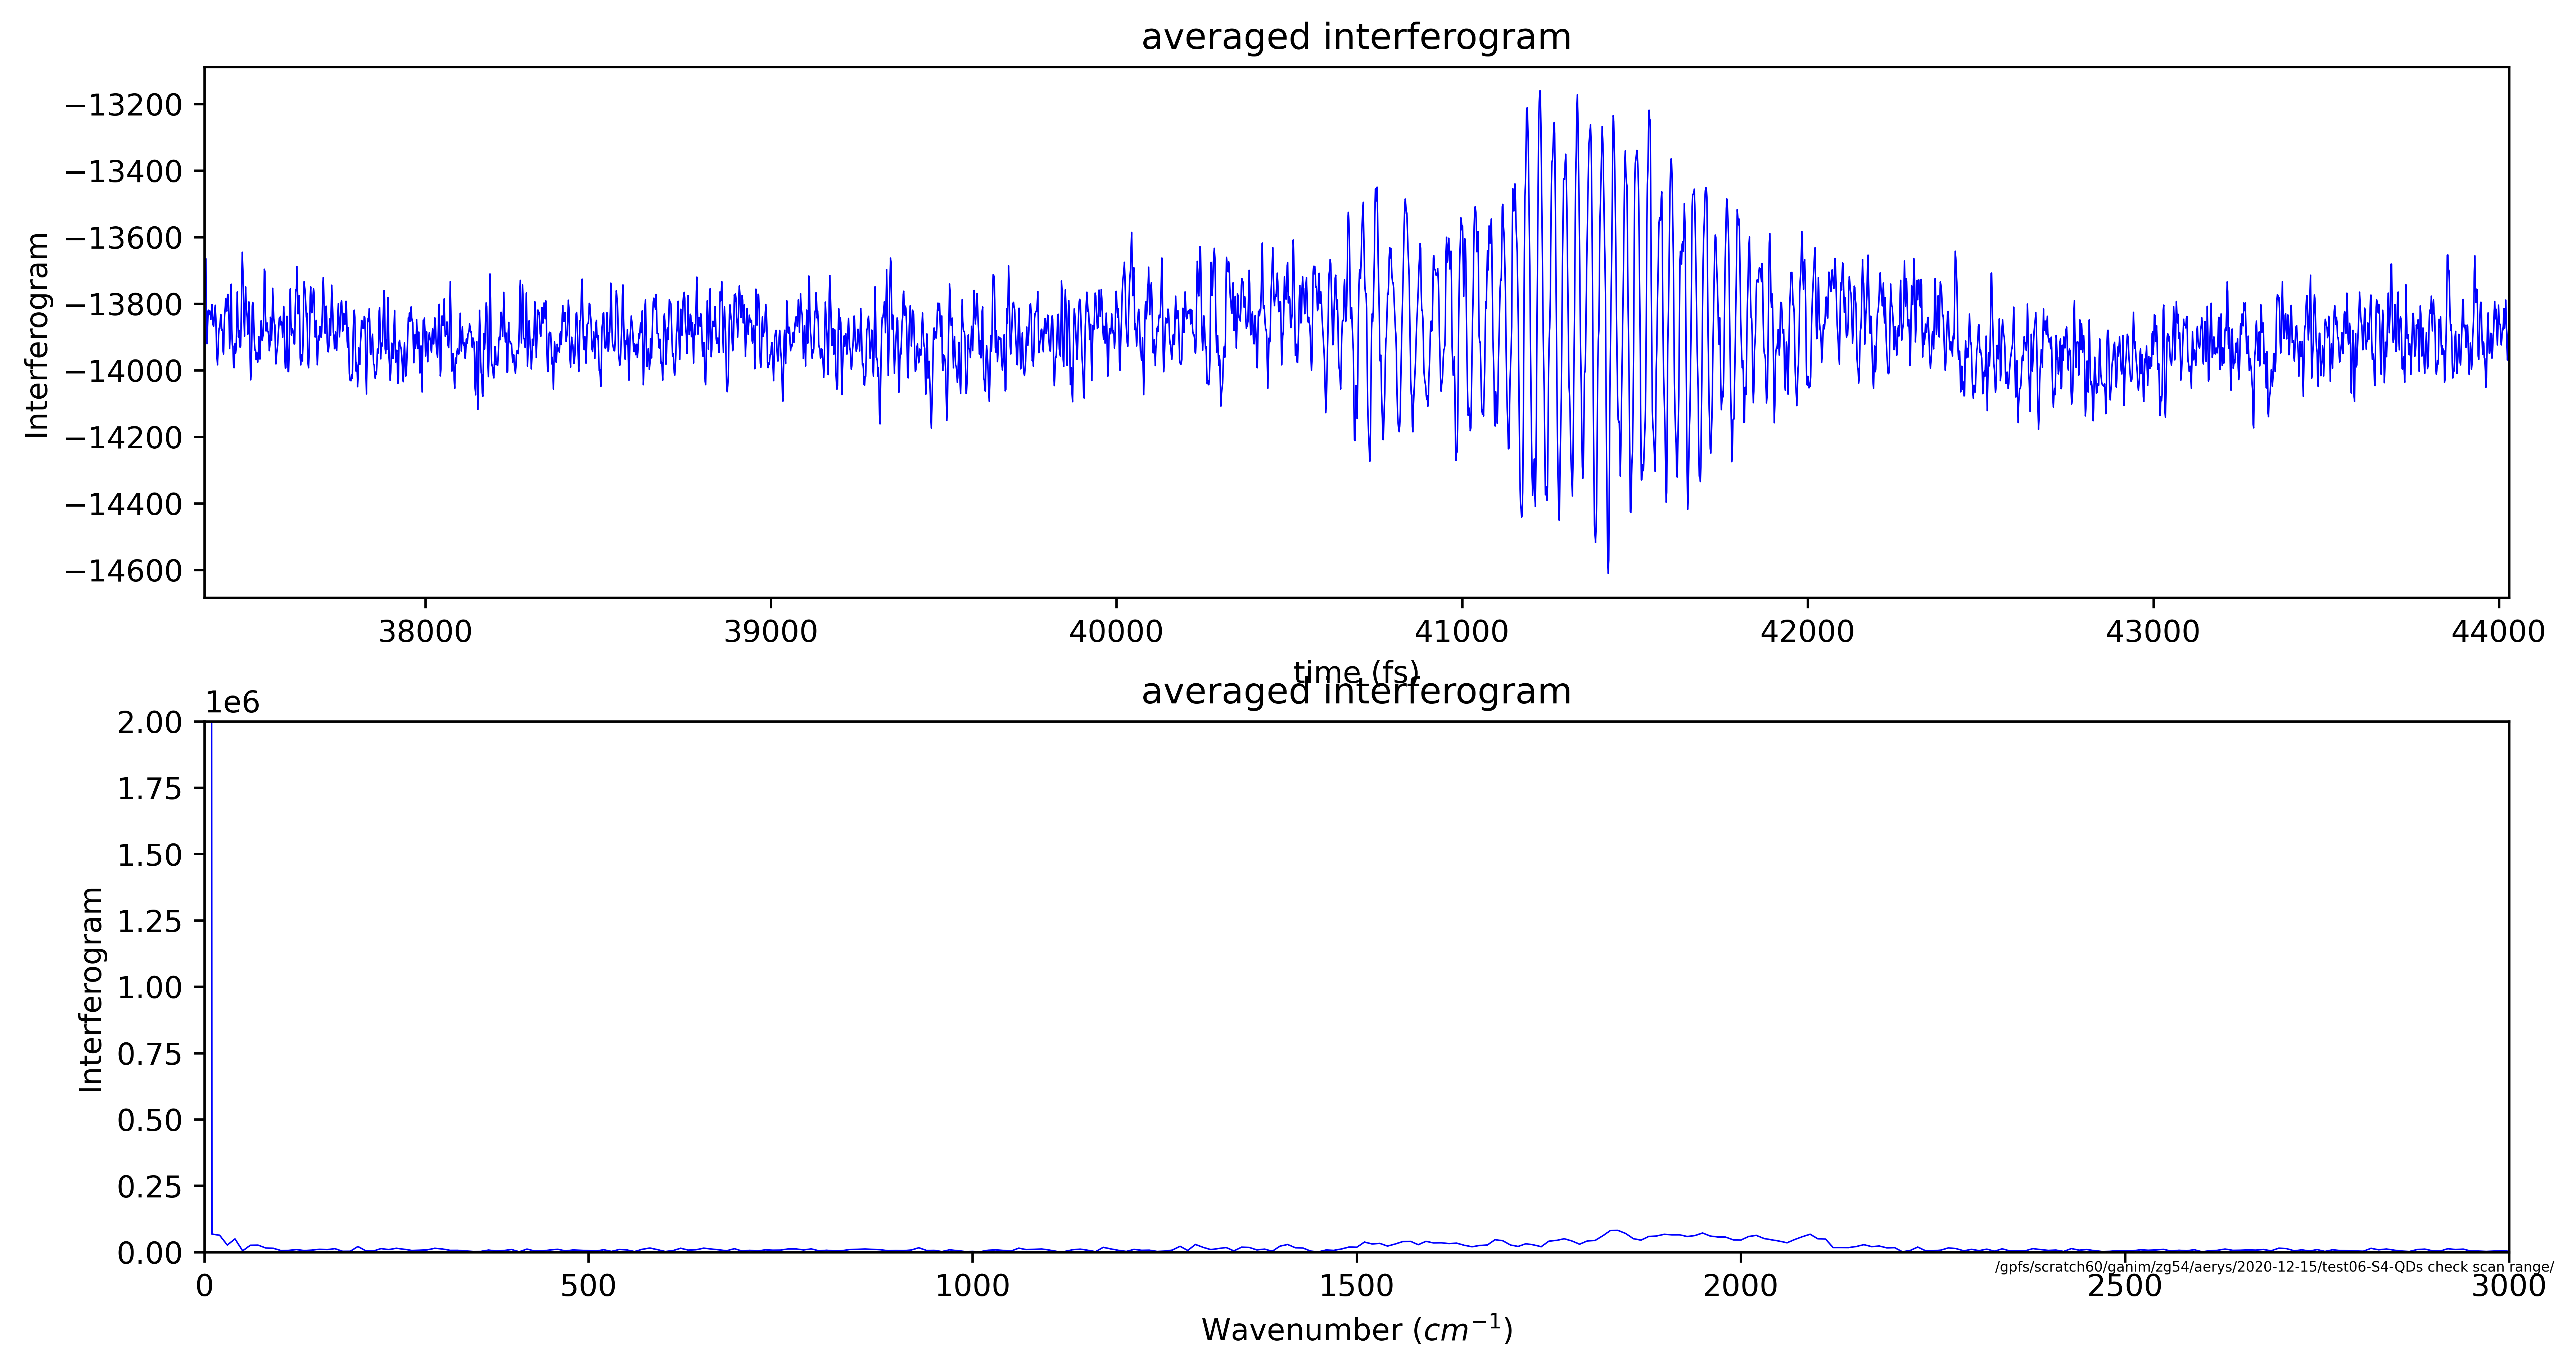 averaged interferogram
−13200
−13400
−13600
−13800
−14000
−14200
−14400
−14600
Interferogram
38000 39000 40000 41000 42000 43000 44000
time (fs)
averaged interferogram
1e6
2.00
1.75
1.50
1.25
1.00
0.75
0.50
0.25
0.00
Interferogram
/gpfs/scratch60/ganim/zg54/aerys/2020-12-15/test06-S4-QDs check scan range/
0 500 1000 1500 2000 2500 3000
Wavenumber (cm⁻¹)